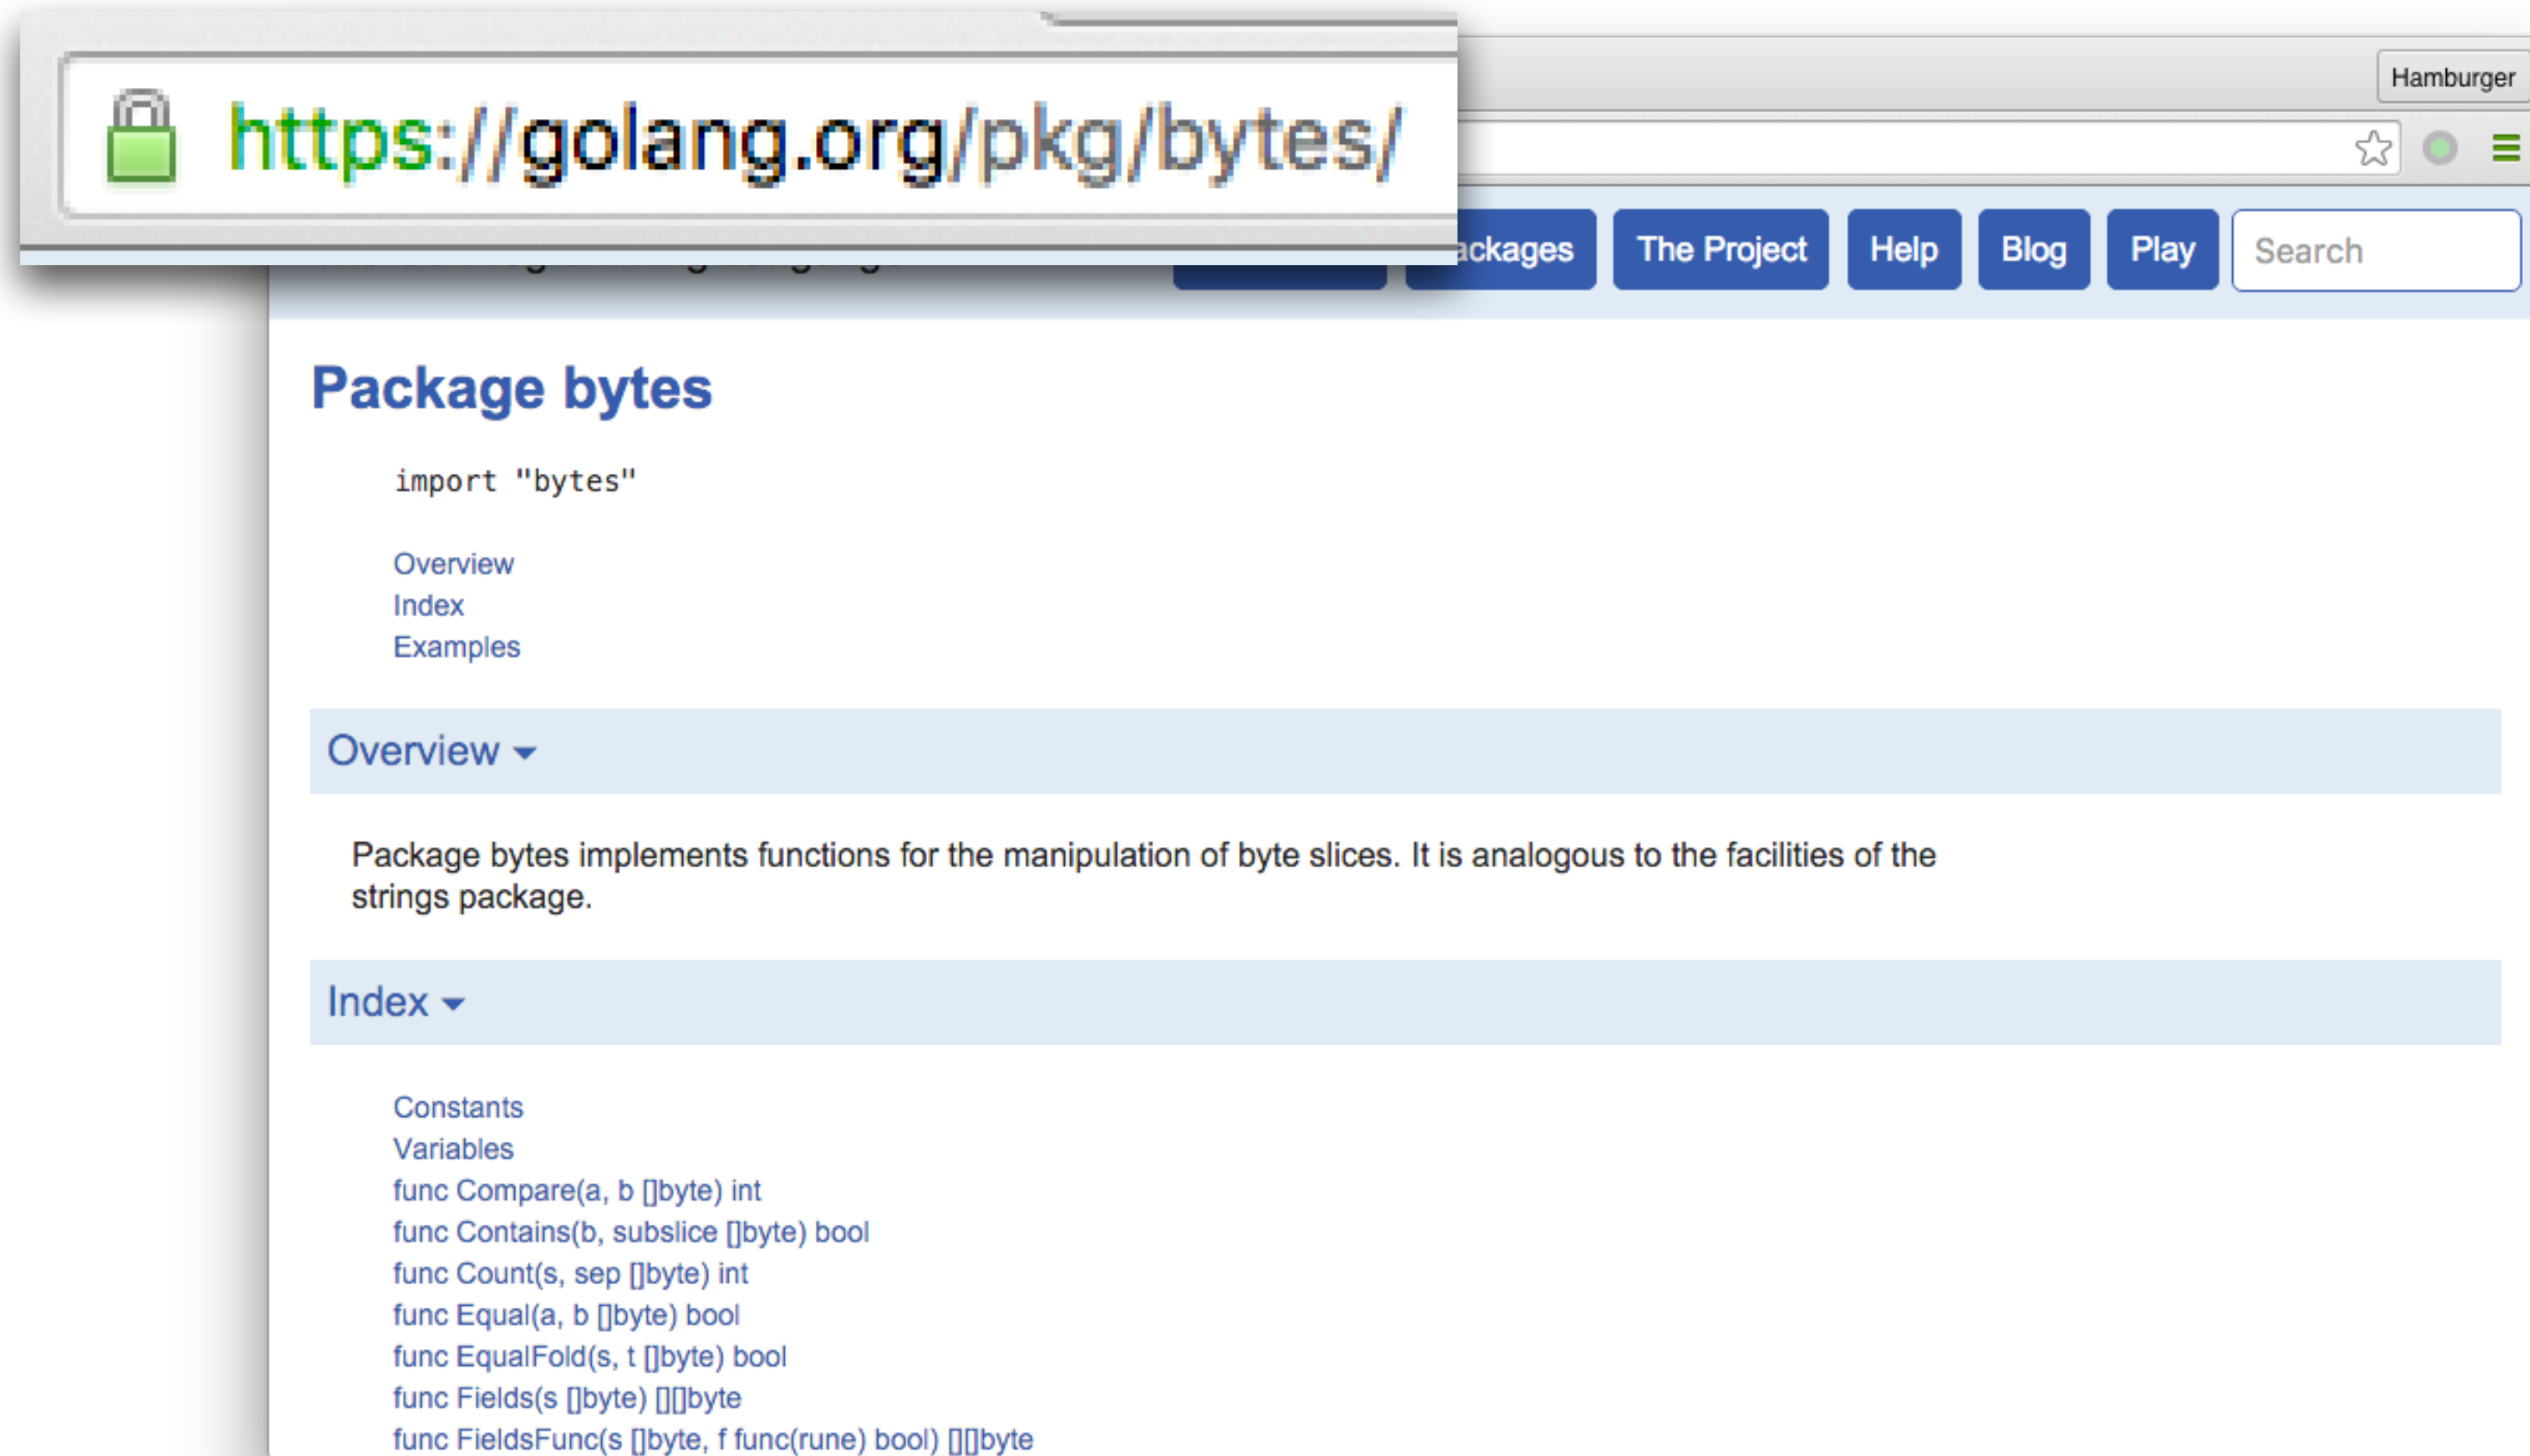 https://golang.org/pkg/bytes/
Hamburger
The Project
Help
Blog
Play
Search
Package bytes
import "bytes"
Overview
Index
Examples
Overview
Package bytes implements functions for the manipulation of byte slices. It is analogous to the facilities of the
strings package.
Index
Constants
Variables
func Compare(a, b []byte) int
func Contains(b, subslice []byte) bool
func Count(s, sep []byte) int
func Equal(a, b []byte) bool
func EqualFold(s, t []byte) bool
func Fields(s []byte) [][]byte
func FieldsFunc(s []byte, f func(rune) bool) [][]byte